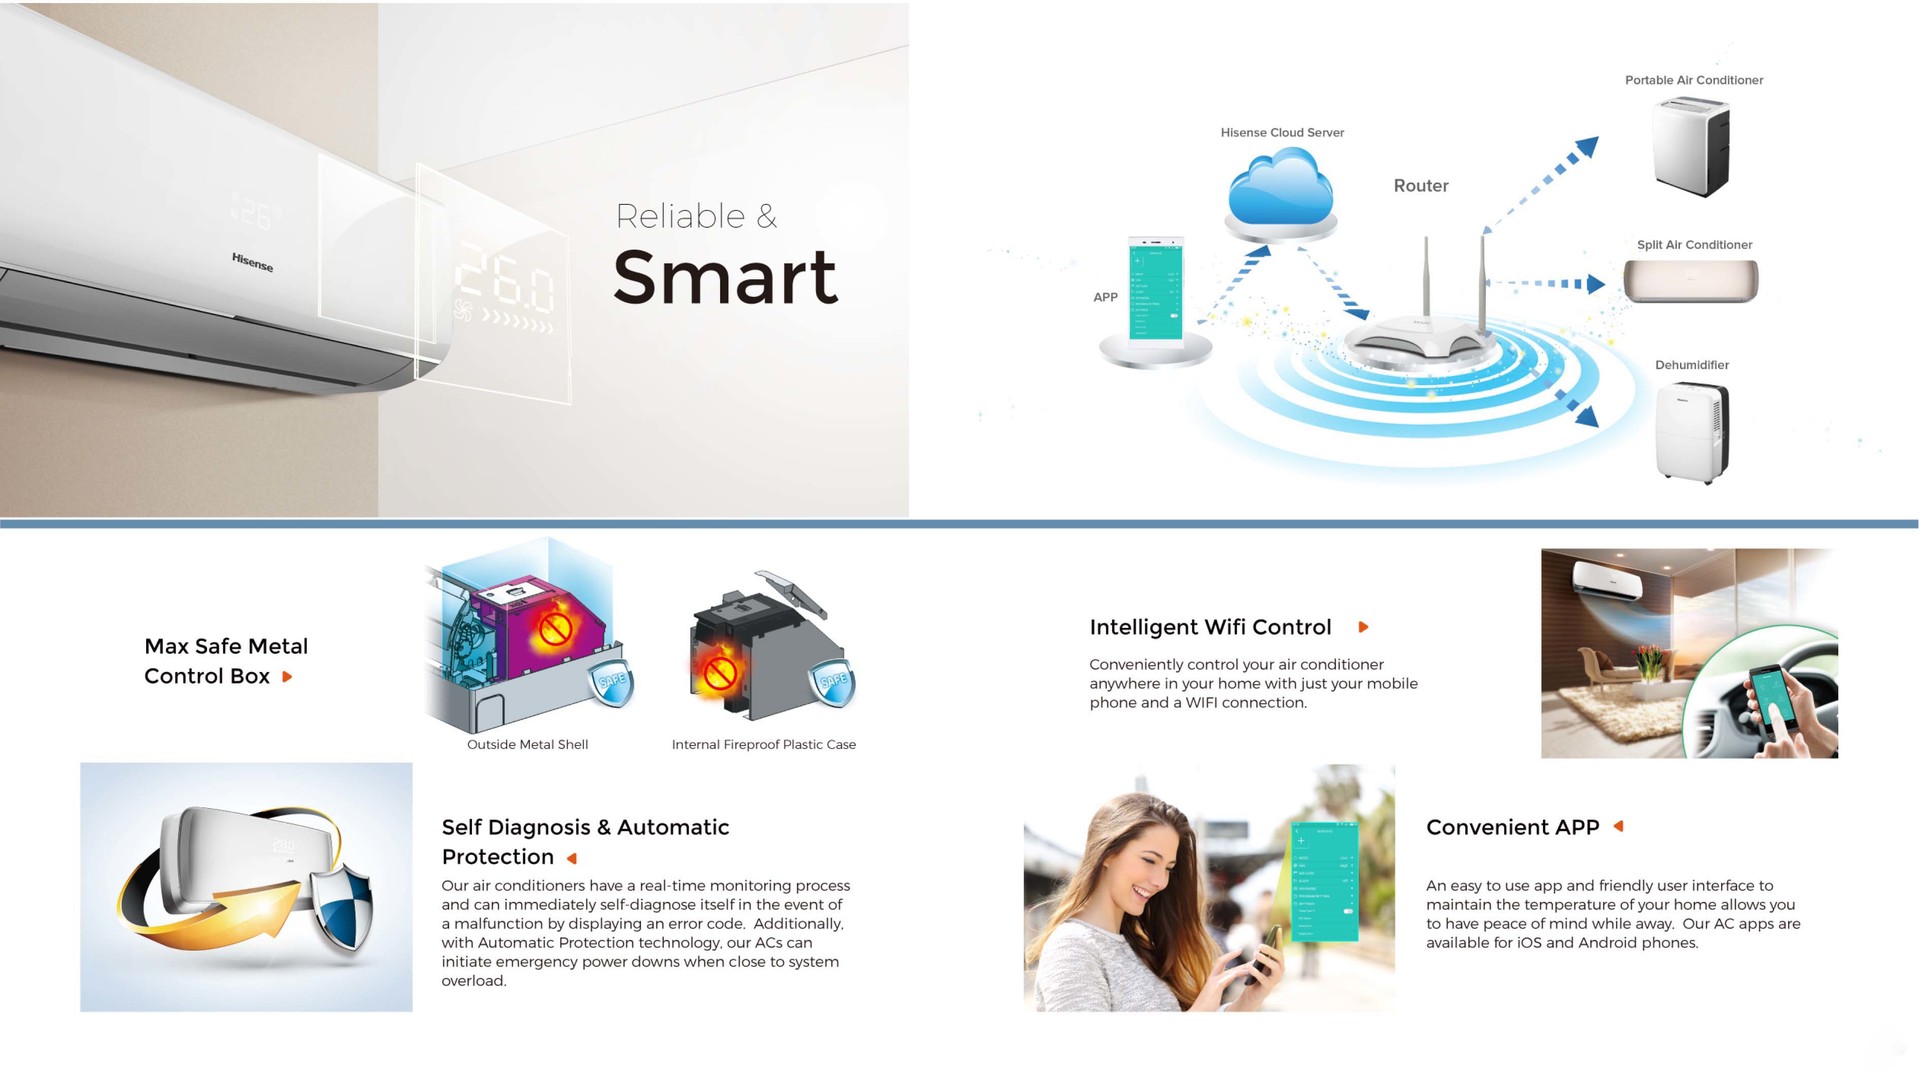 Hisense
26.0
Reliable &
Smart
Portable Air Conditioner
Hisense Cloud Server
Router
Split Air Conditioner
APP
Dehumidifier
Max Safe Metal
Control Box
SAFE
SAFE
Outside Metal Shell
Internal Fireproof Plastic Case
Self Diagnosis & Automatic
Protection
Our air conditioners have a real-time monitoring process
and can immediately self-diagnose itself in the event of
a malfunction by displaying an error code.  Additionally,
with Automatic Protection technology, our ACs can
initiate emergency power downs when close to system
overload.
Intelligent Wifi Control
Conveniently control your air conditioner
anywhere in your home with just your mobile
phone and a WIFI connection.
Convenient APP
An easy to use app and friendly user interface to
maintain the temperature of your home allows you
to have peace of mind while away.  Our AC apps are
available for iOS and Android phones.